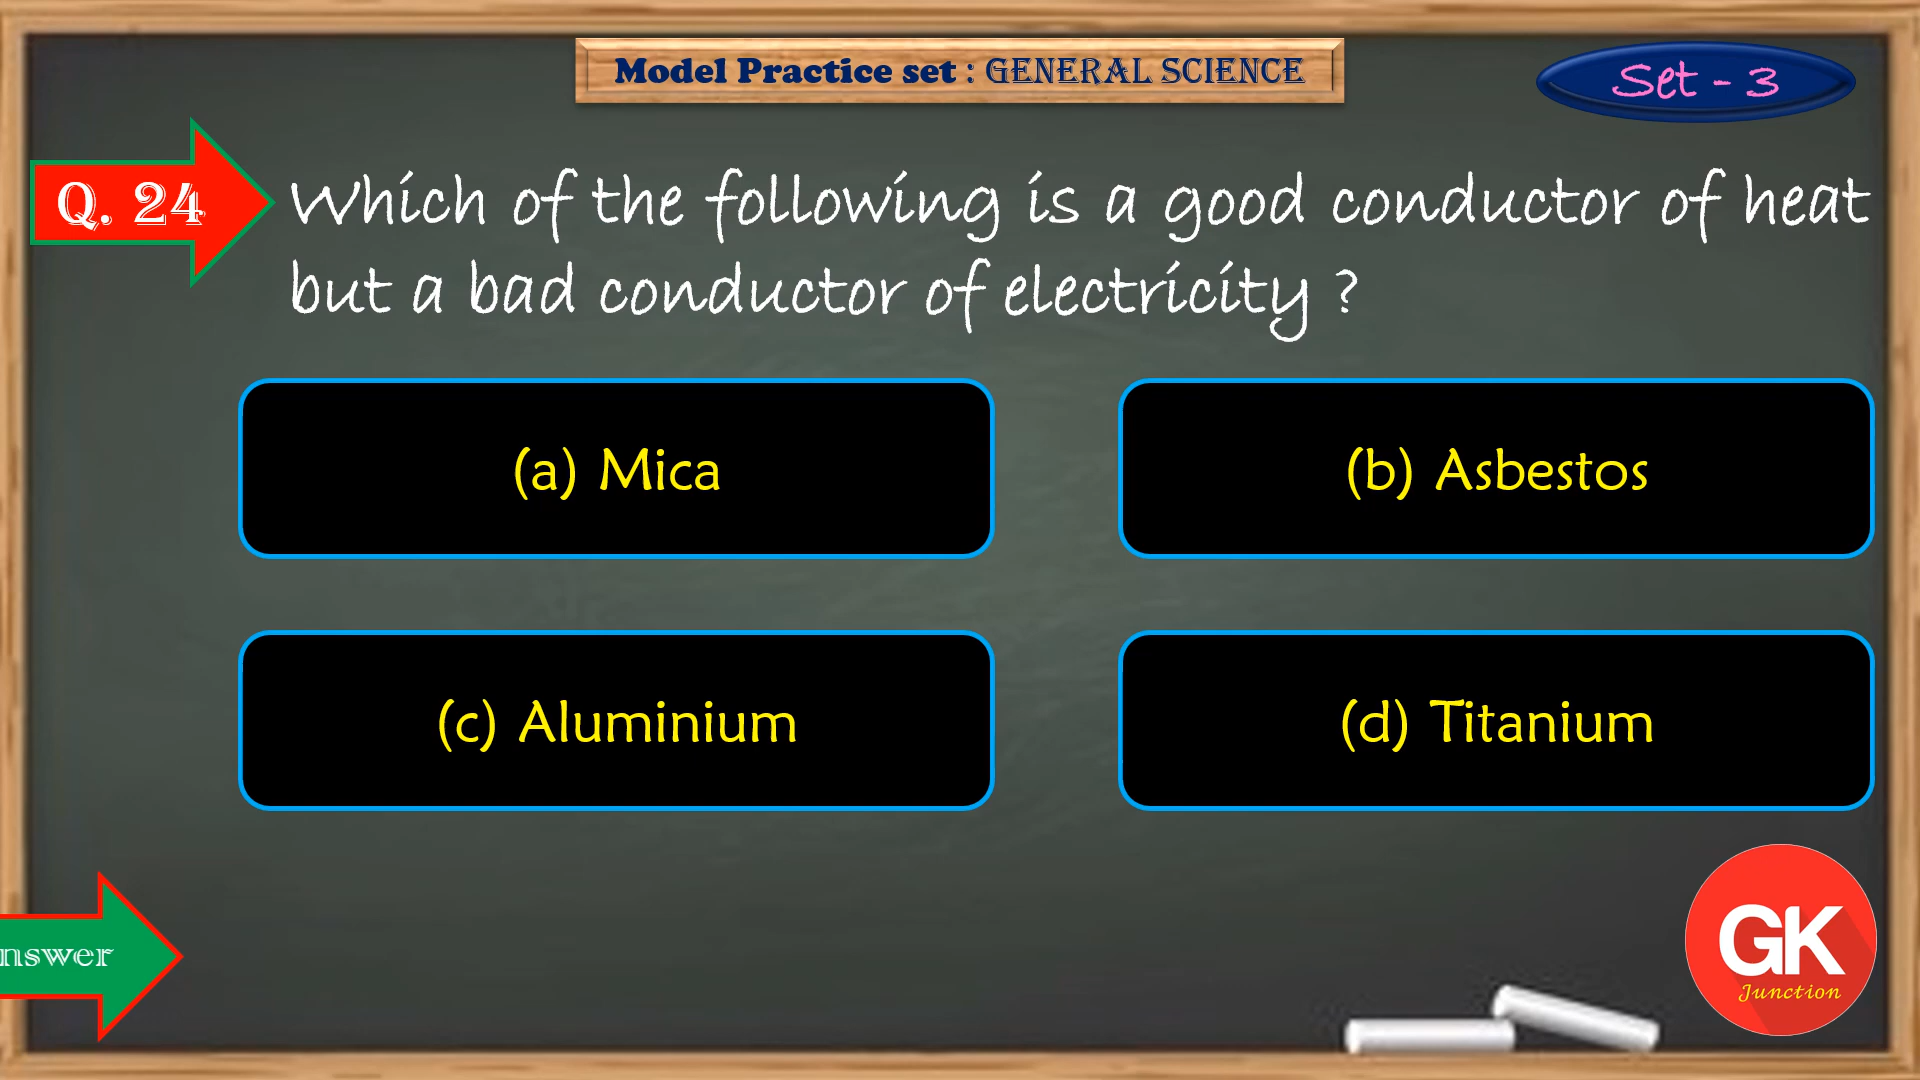 Model Practice set : GENERAL SCIENCE
Set - 3
Q. 24
Which of the following is a good conductor of heat
but a bad conductor of electricity ?
(a) Mica
(b) Asbestos
(c) Aluminium
(d) Titanium
nswer
GK
Junction